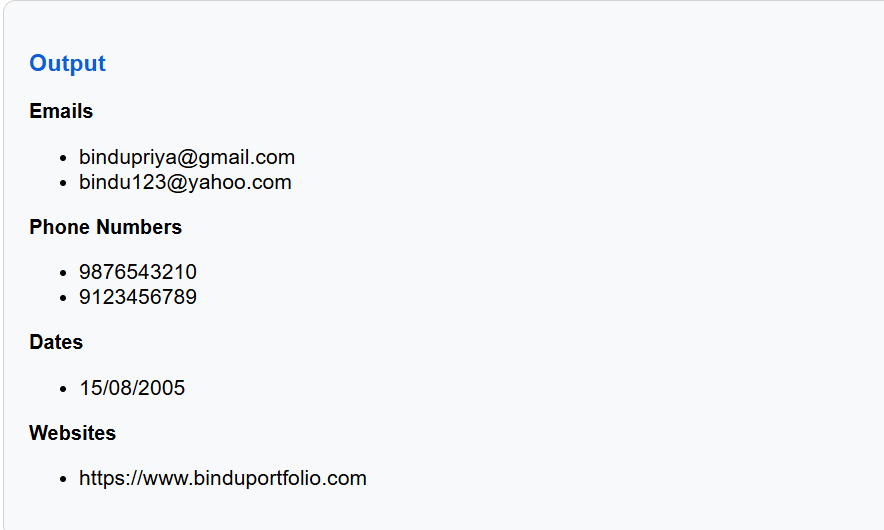 Output
Emails
• bindupriya@gmail.com
• bindu123@yahoo.com
Phone Numbers
• 9876543210
• 9123456789
Dates
• 15/08/2005
Websites
• https://www.binduportfolio.com